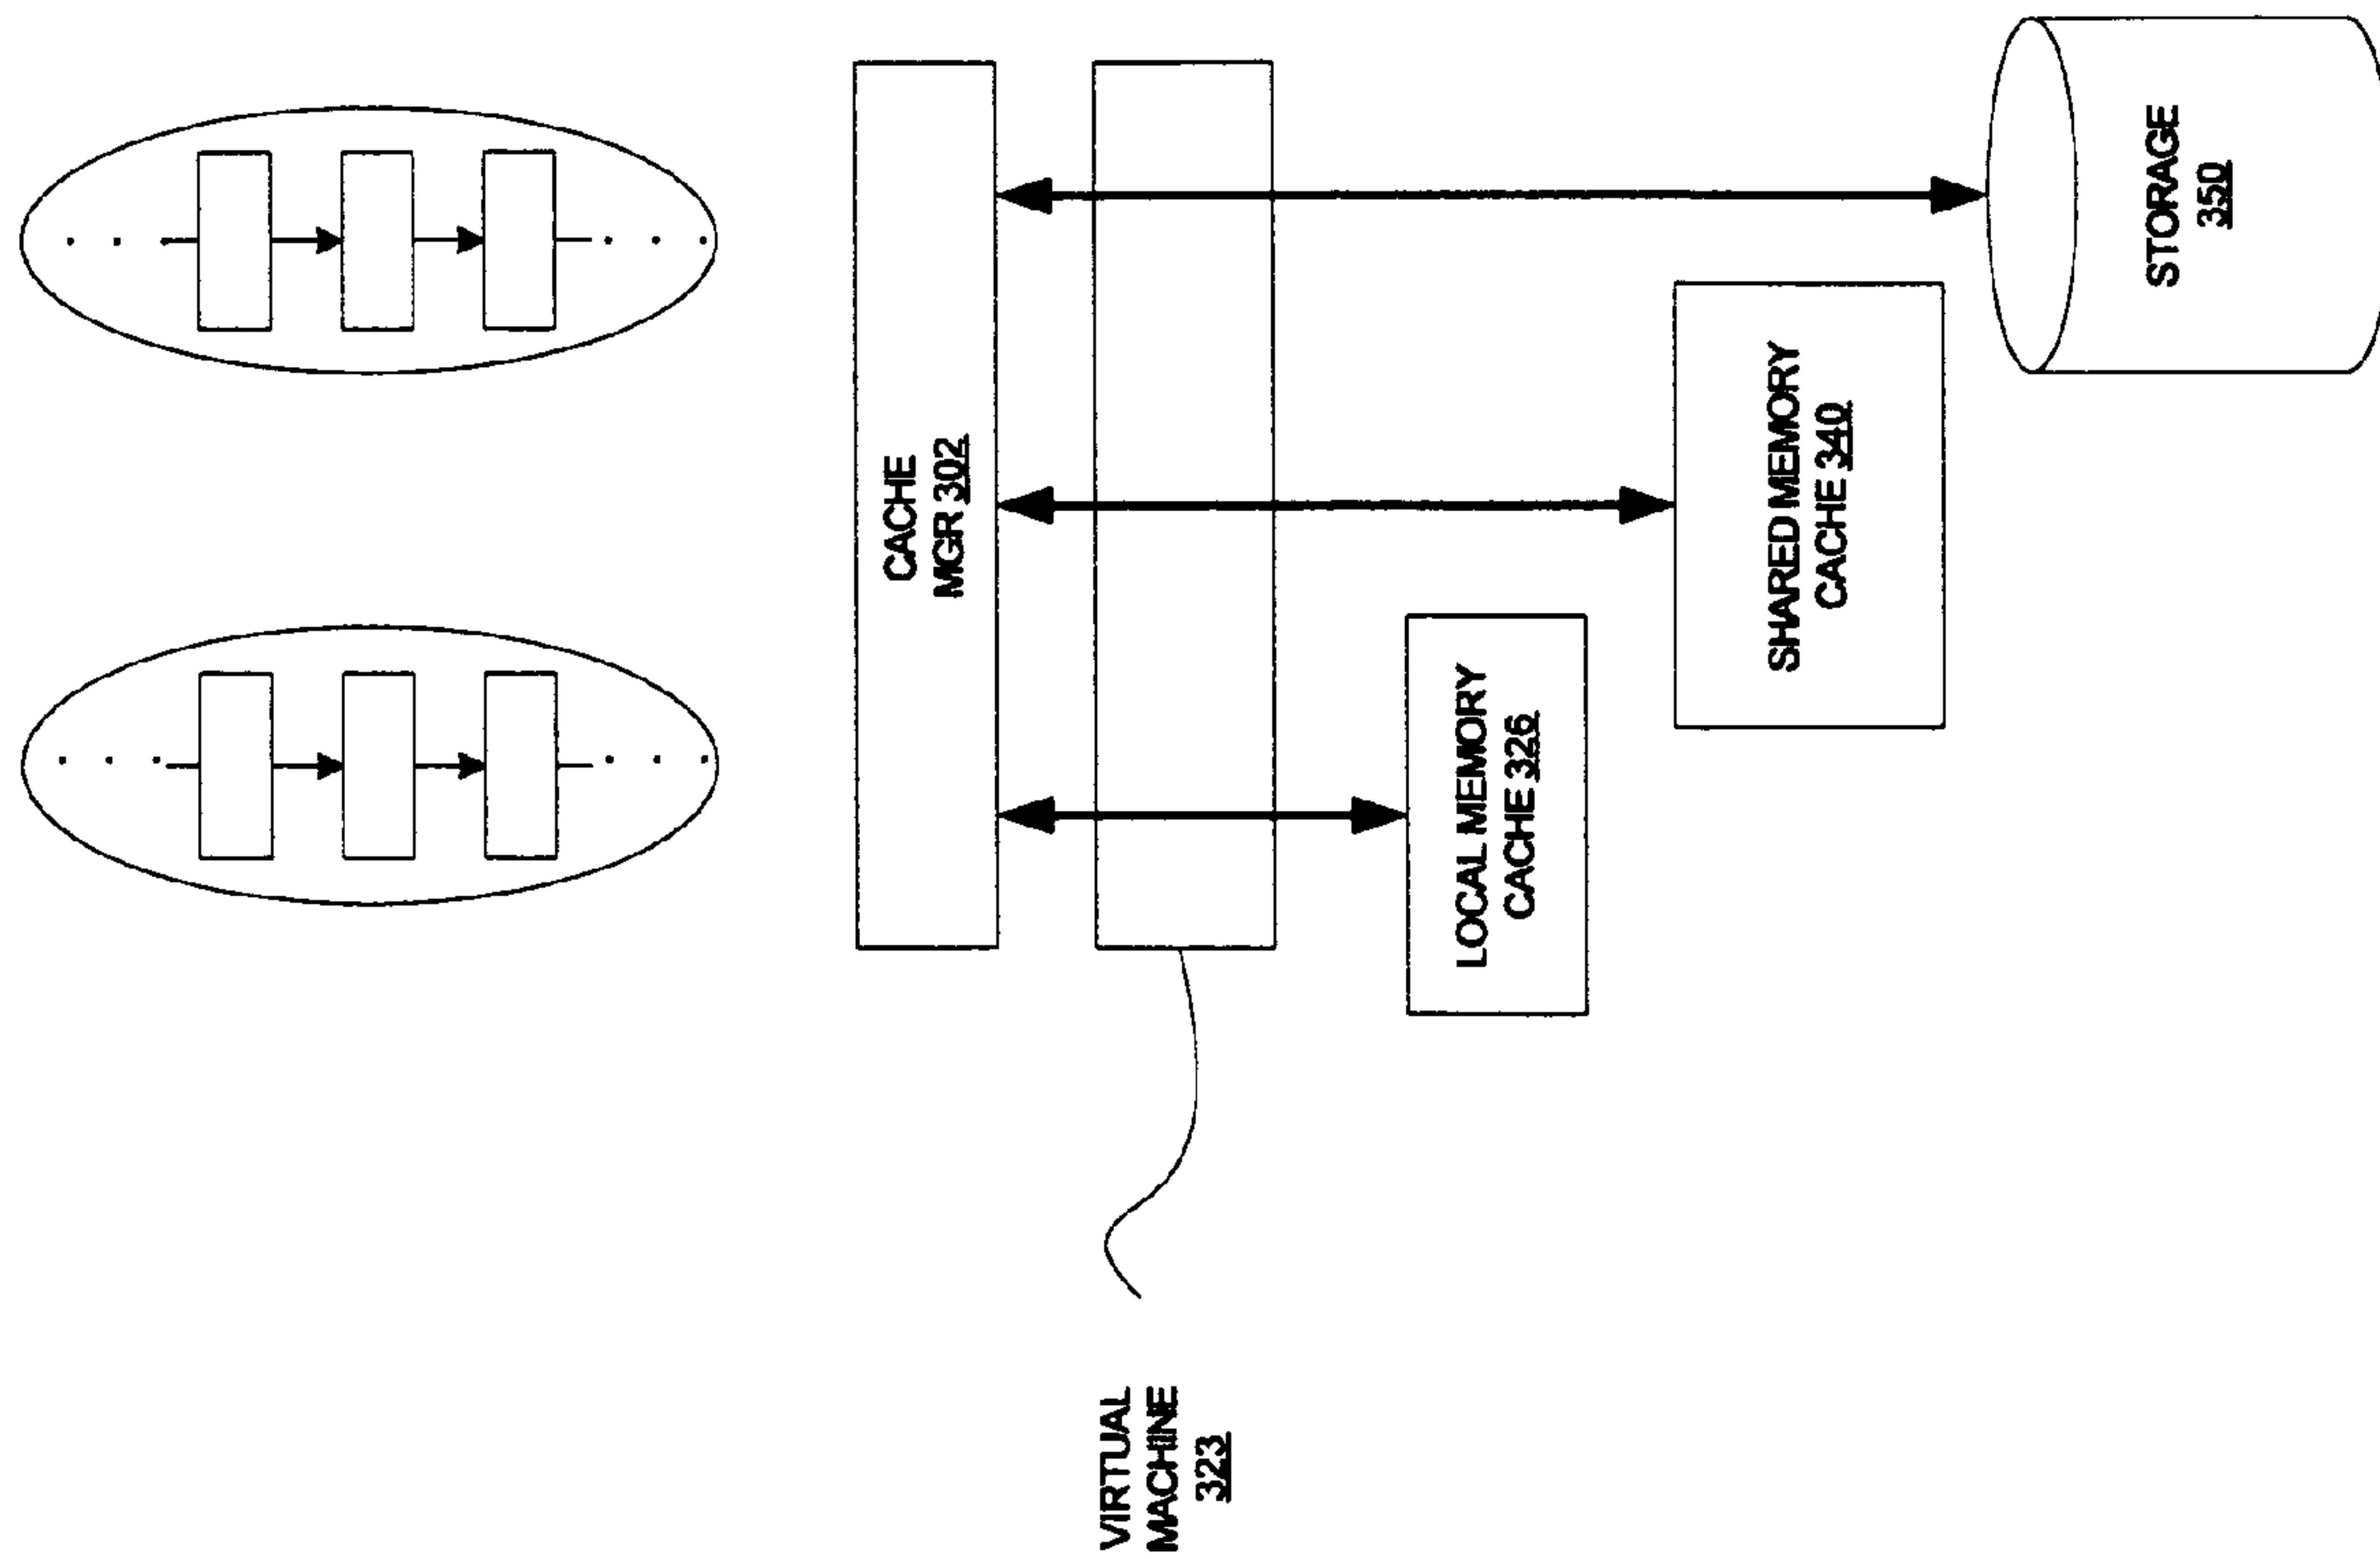 CACHE
MGR 302
VIRTUAL
MACHINE
323
LOCAL MEMORY
CACHE 326
SHARED MEMORY
CACHE 340
STORAGE
350